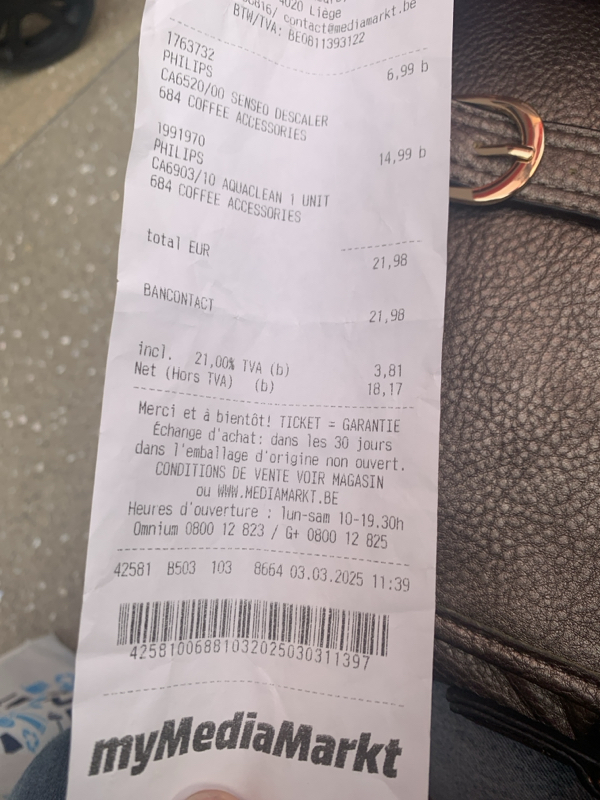 4020 Liège
contact@mediamarkt.be
BTW/TVA: BE0811393122
1763732
PHILIPS 6,99 b
CA6520/00 SENSEO DESCALER
684 COFFEE ACCESSORIES
1991970
PHILIPS 14,99 b
CA6903/10 AQUACLEAN 1 UNIT
684 COFFEE ACCESSORIES
total EUR 21,98
BANCONTACT 21,98
incl. 21,00% TVA (b) 3,81
Net (Hors TVA) (b) 18,17
Merci et à bientôt! TICKET = GARANTIE
Échange d'achat: dans les 30 jours
dans l'emballage d'origine non ouvert.
CONDITIONS DE VENTE VOIR MAGASIN
ou WWW.MEDIAMARKT.BE
Heures d'ouverture : lun-sam 10-19.30h
Omnium 0800 12 823 / G+ 0800 12 825
42581 B503 103 8664 03.03.2025 11:39
4258100688103202503031​1397
myMediaMarkt